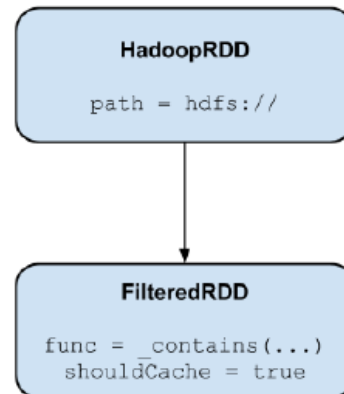 HadoopRDD
path = hdfs://
FilteredRDD
func = _contains(...)
shouldCache = true